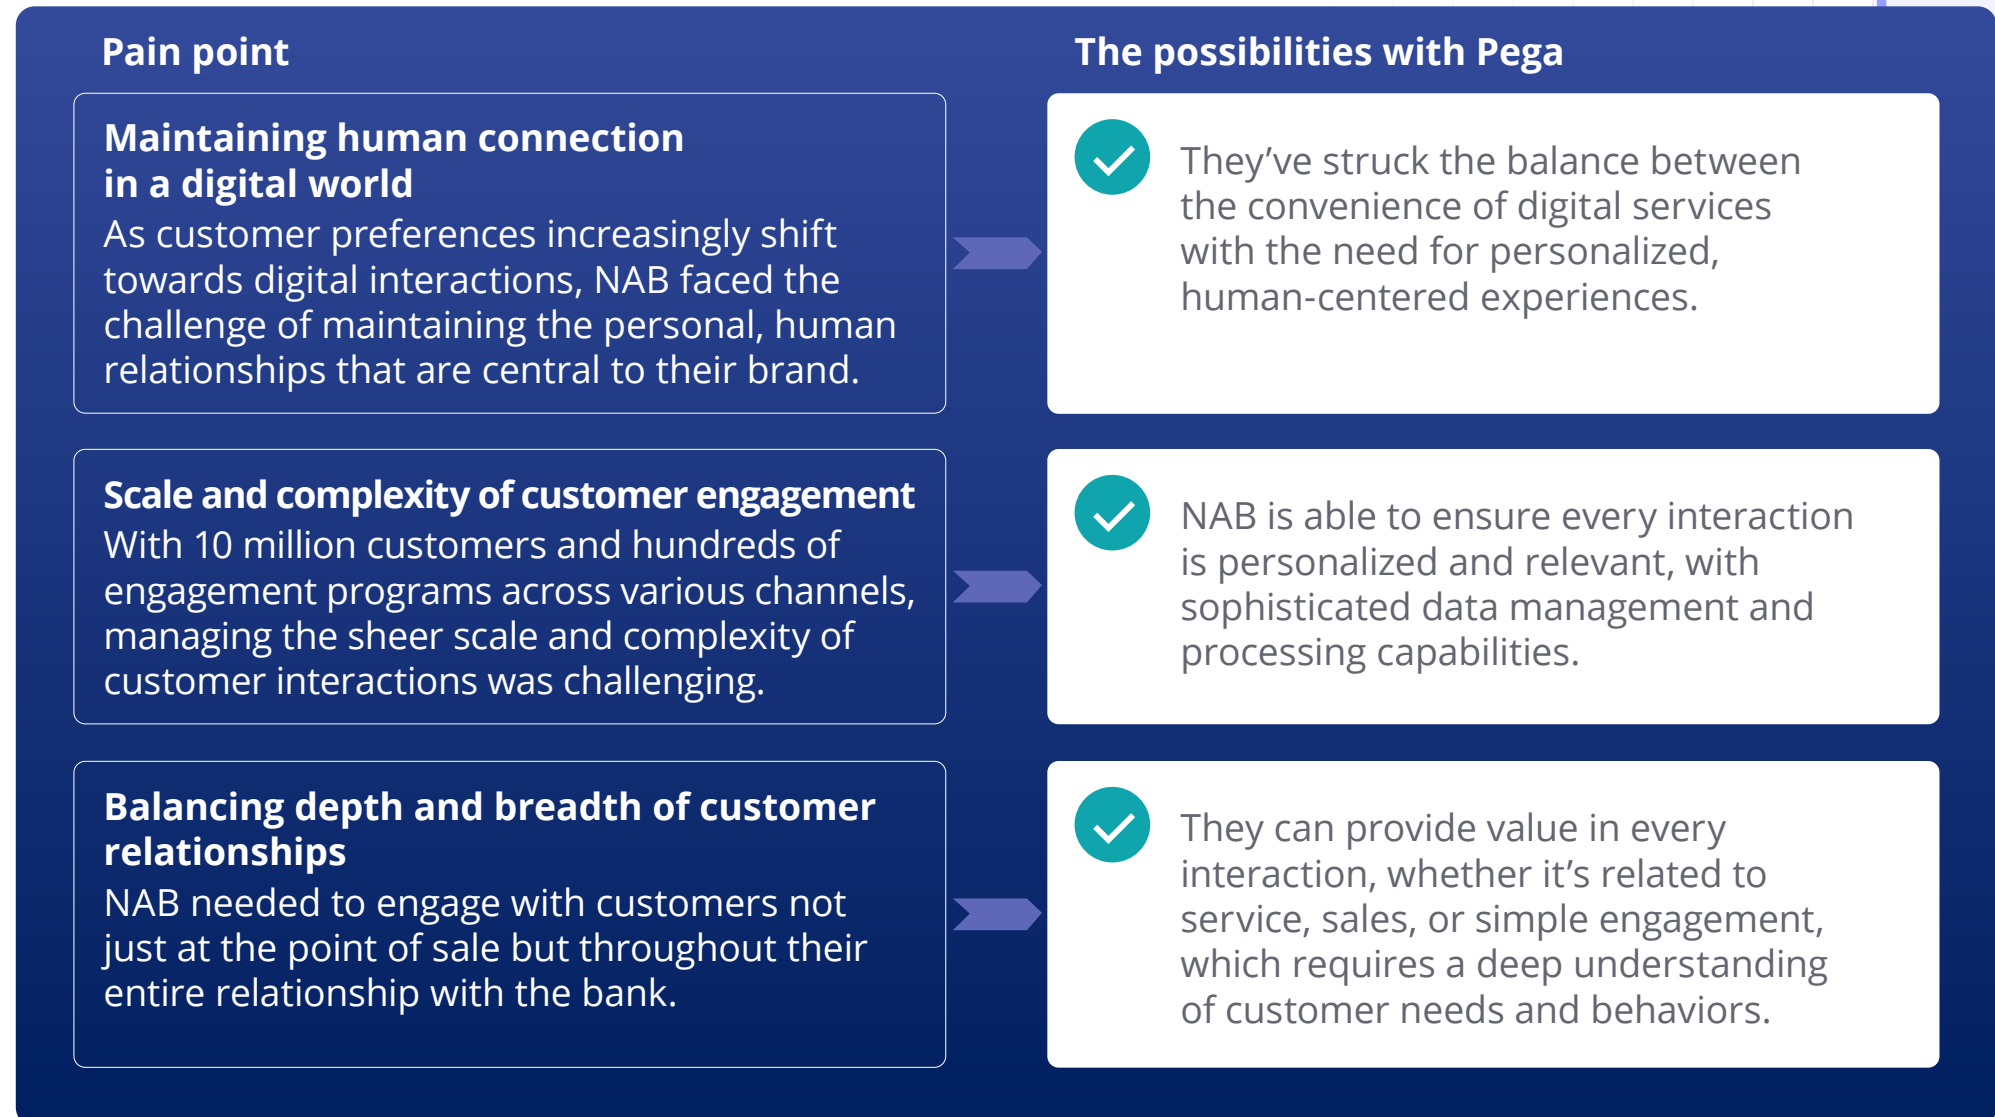 Pain point
The possibilities with Pega
Maintaining human connection
in a digital world
As customer preferences increasingly shift
towards digital interactions, NAB faced the
challenge of maintaining the personal, human
relationships that are central to their brand.
They’ve struck the balance between
the convenience of digital services
with the need for personalized,
human-centered experiences.
Scale and complexity of customer engagement
With 10 million customers and hundreds of
engagement programs across various channels,
managing the sheer scale and complexity of
customer interactions was challenging.
NAB is able to ensure every interaction
is personalized and relevant, with
sophisticated data management and
processing capabilities.
Balancing depth and breadth of customer
relationships
NAB needed to engage with customers not
just at the point of sale but throughout their
entire relationship with the bank.
They can provide value in every
interaction, whether it’s related to
service, sales, or simple engagement,
which requires a deep understanding
of customer needs and behaviors.